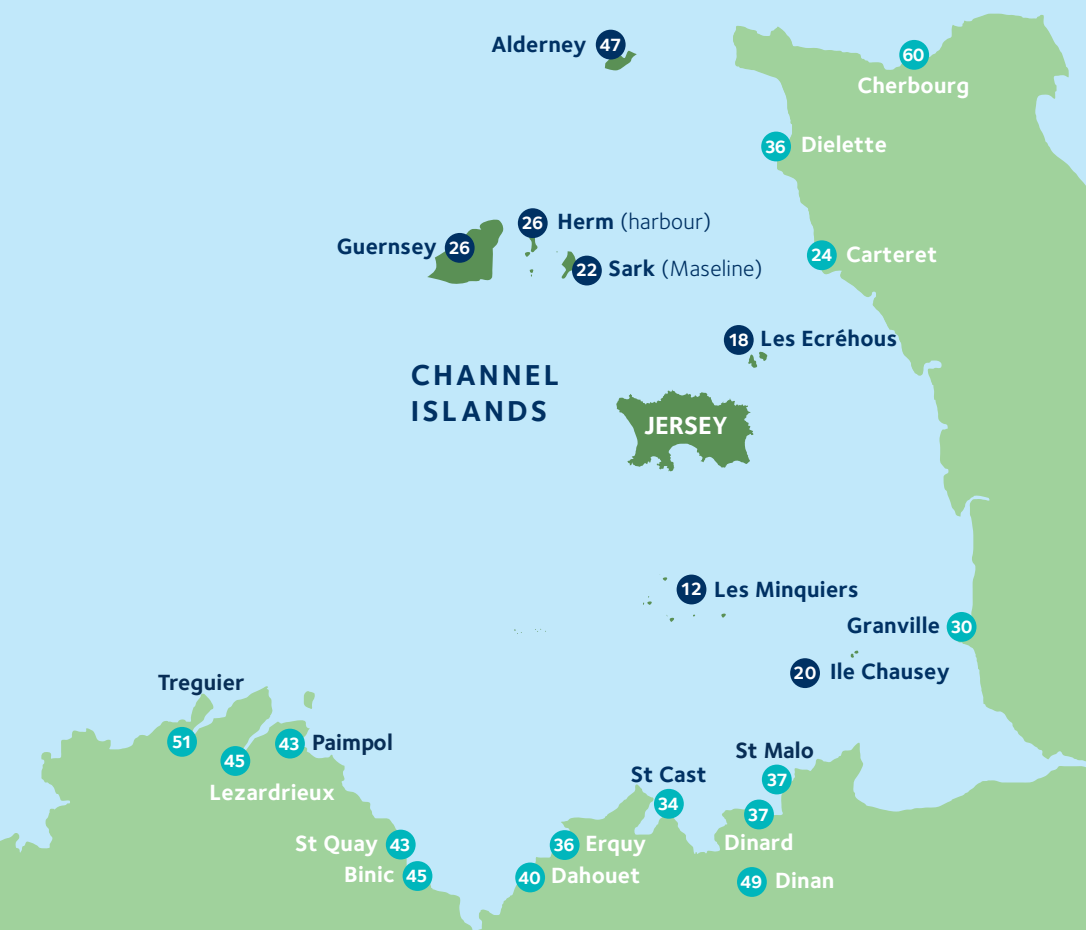 Alderney 47
60
Cherbourg
36 Dielette
26 Herm (harbour)
Guernsey 26
24 Carteret
22 Sark (Maseline)
18 Les Ecréhous
CHANNEL
ISLANDS
JERSEY
12 Les Minquiers
Granville 30
20 Ile Chausey
Treguier
51
43 Paimpol
45
Lezardrieux
St Malo
37
St Cast
34
37
Dinard
St Quay 43
36 Erquy
Binic 45
40 Dahouet
49 Dinan